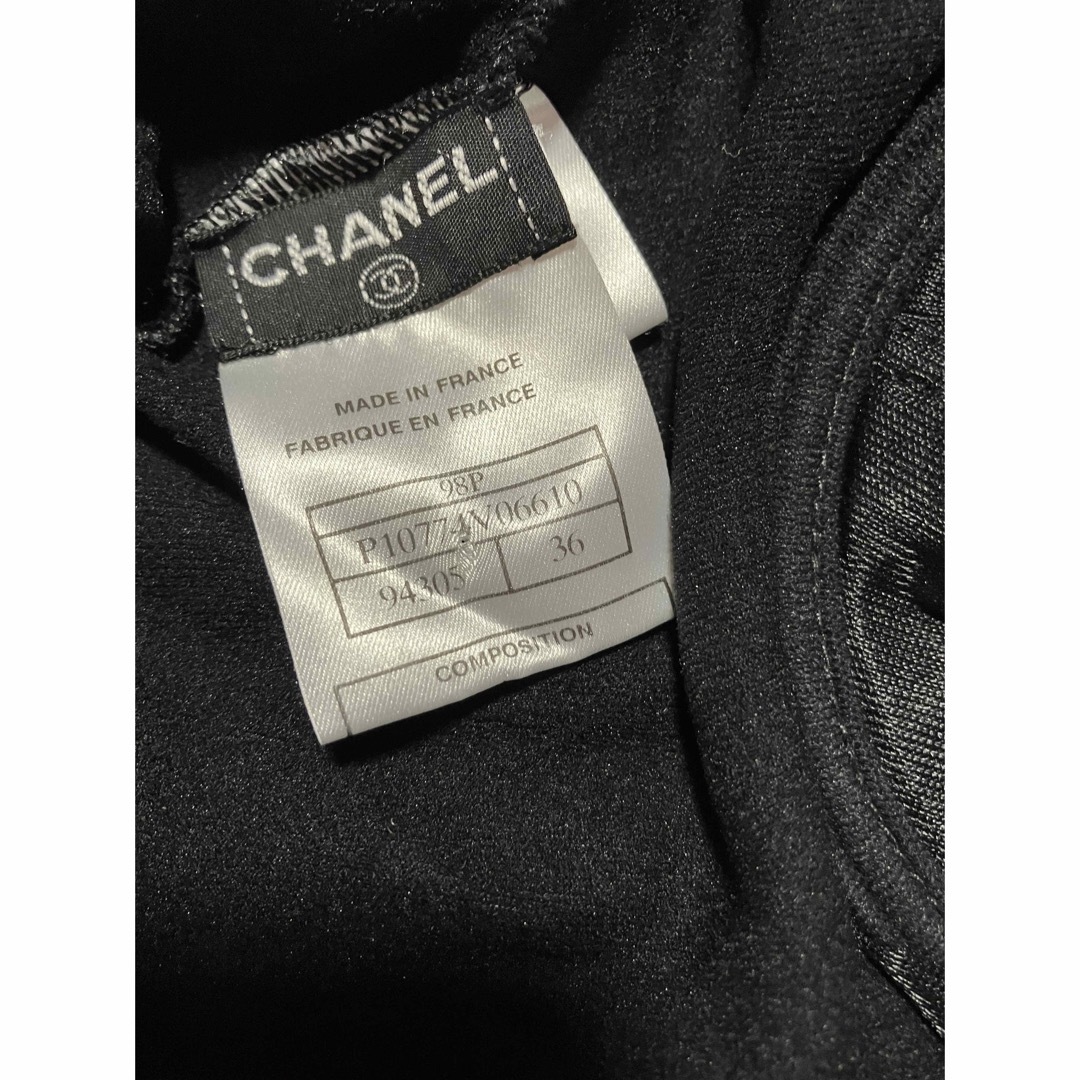 CHANEL
MADE IN FRANCE
FABRIQUE EN FRANCE
98P
P10774V06610
94305 36
COMPOSITION